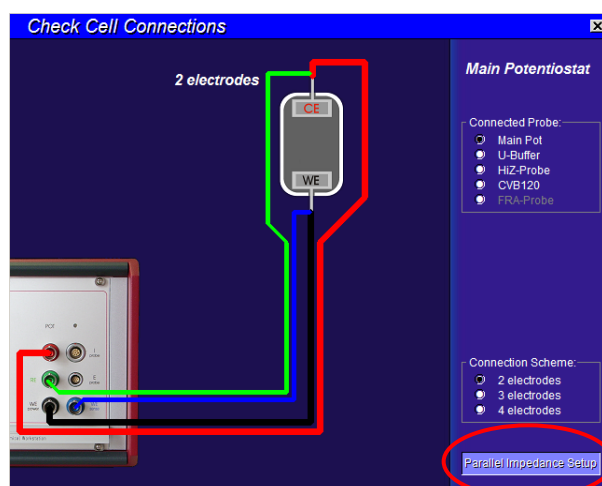 Check Cell Connections
2 electrodes
CE
WE
POT
WE
Main Potentiostat
Connected Probe:
Main Pot
U-Buffer
HiZ-Probe
CVB120
FRA-Probe
Connection Scheme:
2 electrodes
3 electrodes
4 electrodes
Parallel Impedance Setup